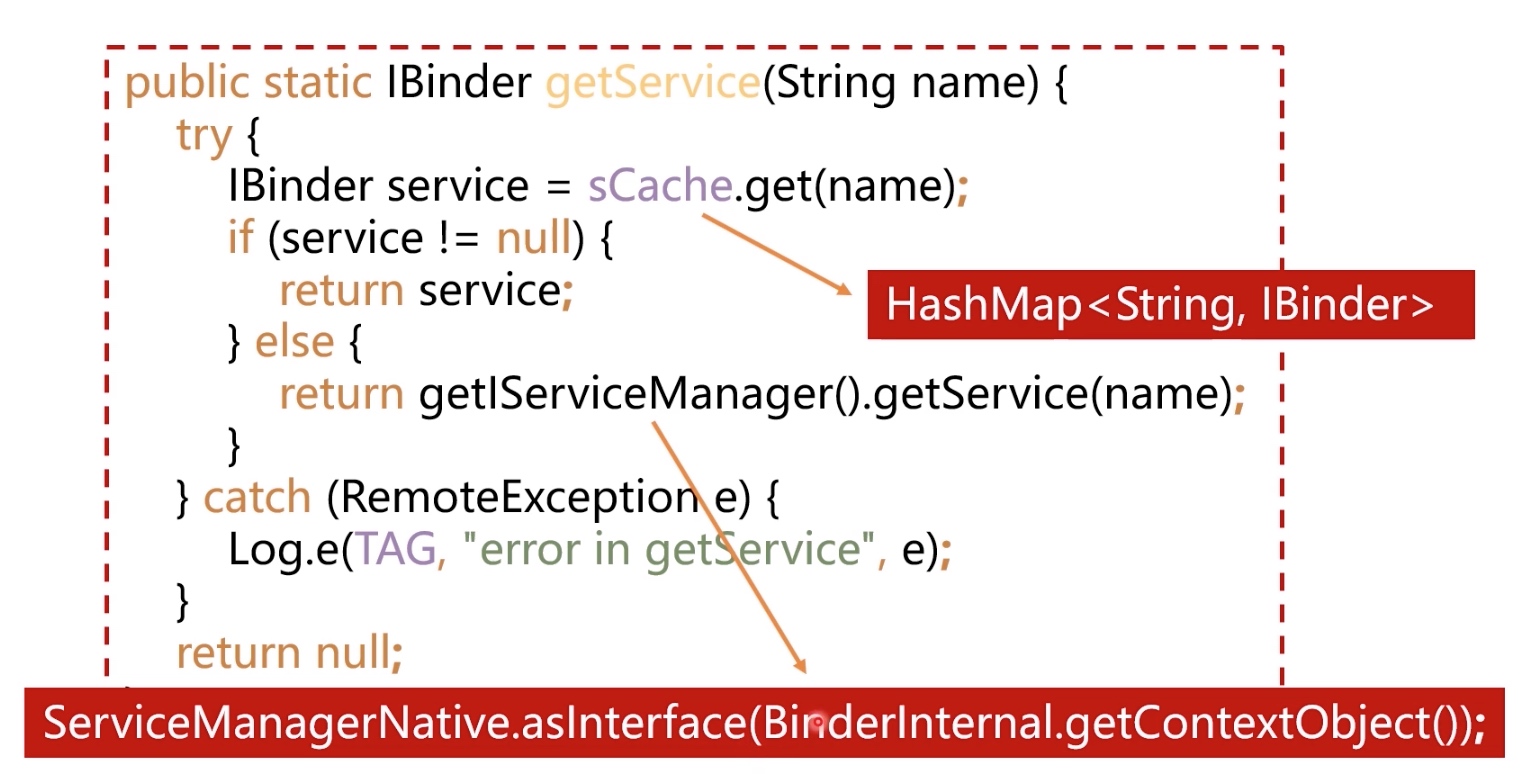 public static IBinder getService(String name) {
try {
IBinder service = sCache.get(name);
if (service != null) {
return service;
HashMap<String, IBinder>
} else {
return getIServiceManager().getService(name);
}
} catch (RemoteException e) {
Log.e(TAG, "error in getService", e);
}
return null;
ServiceManagerNative.asInterface(BinderInternal.getContextObject());